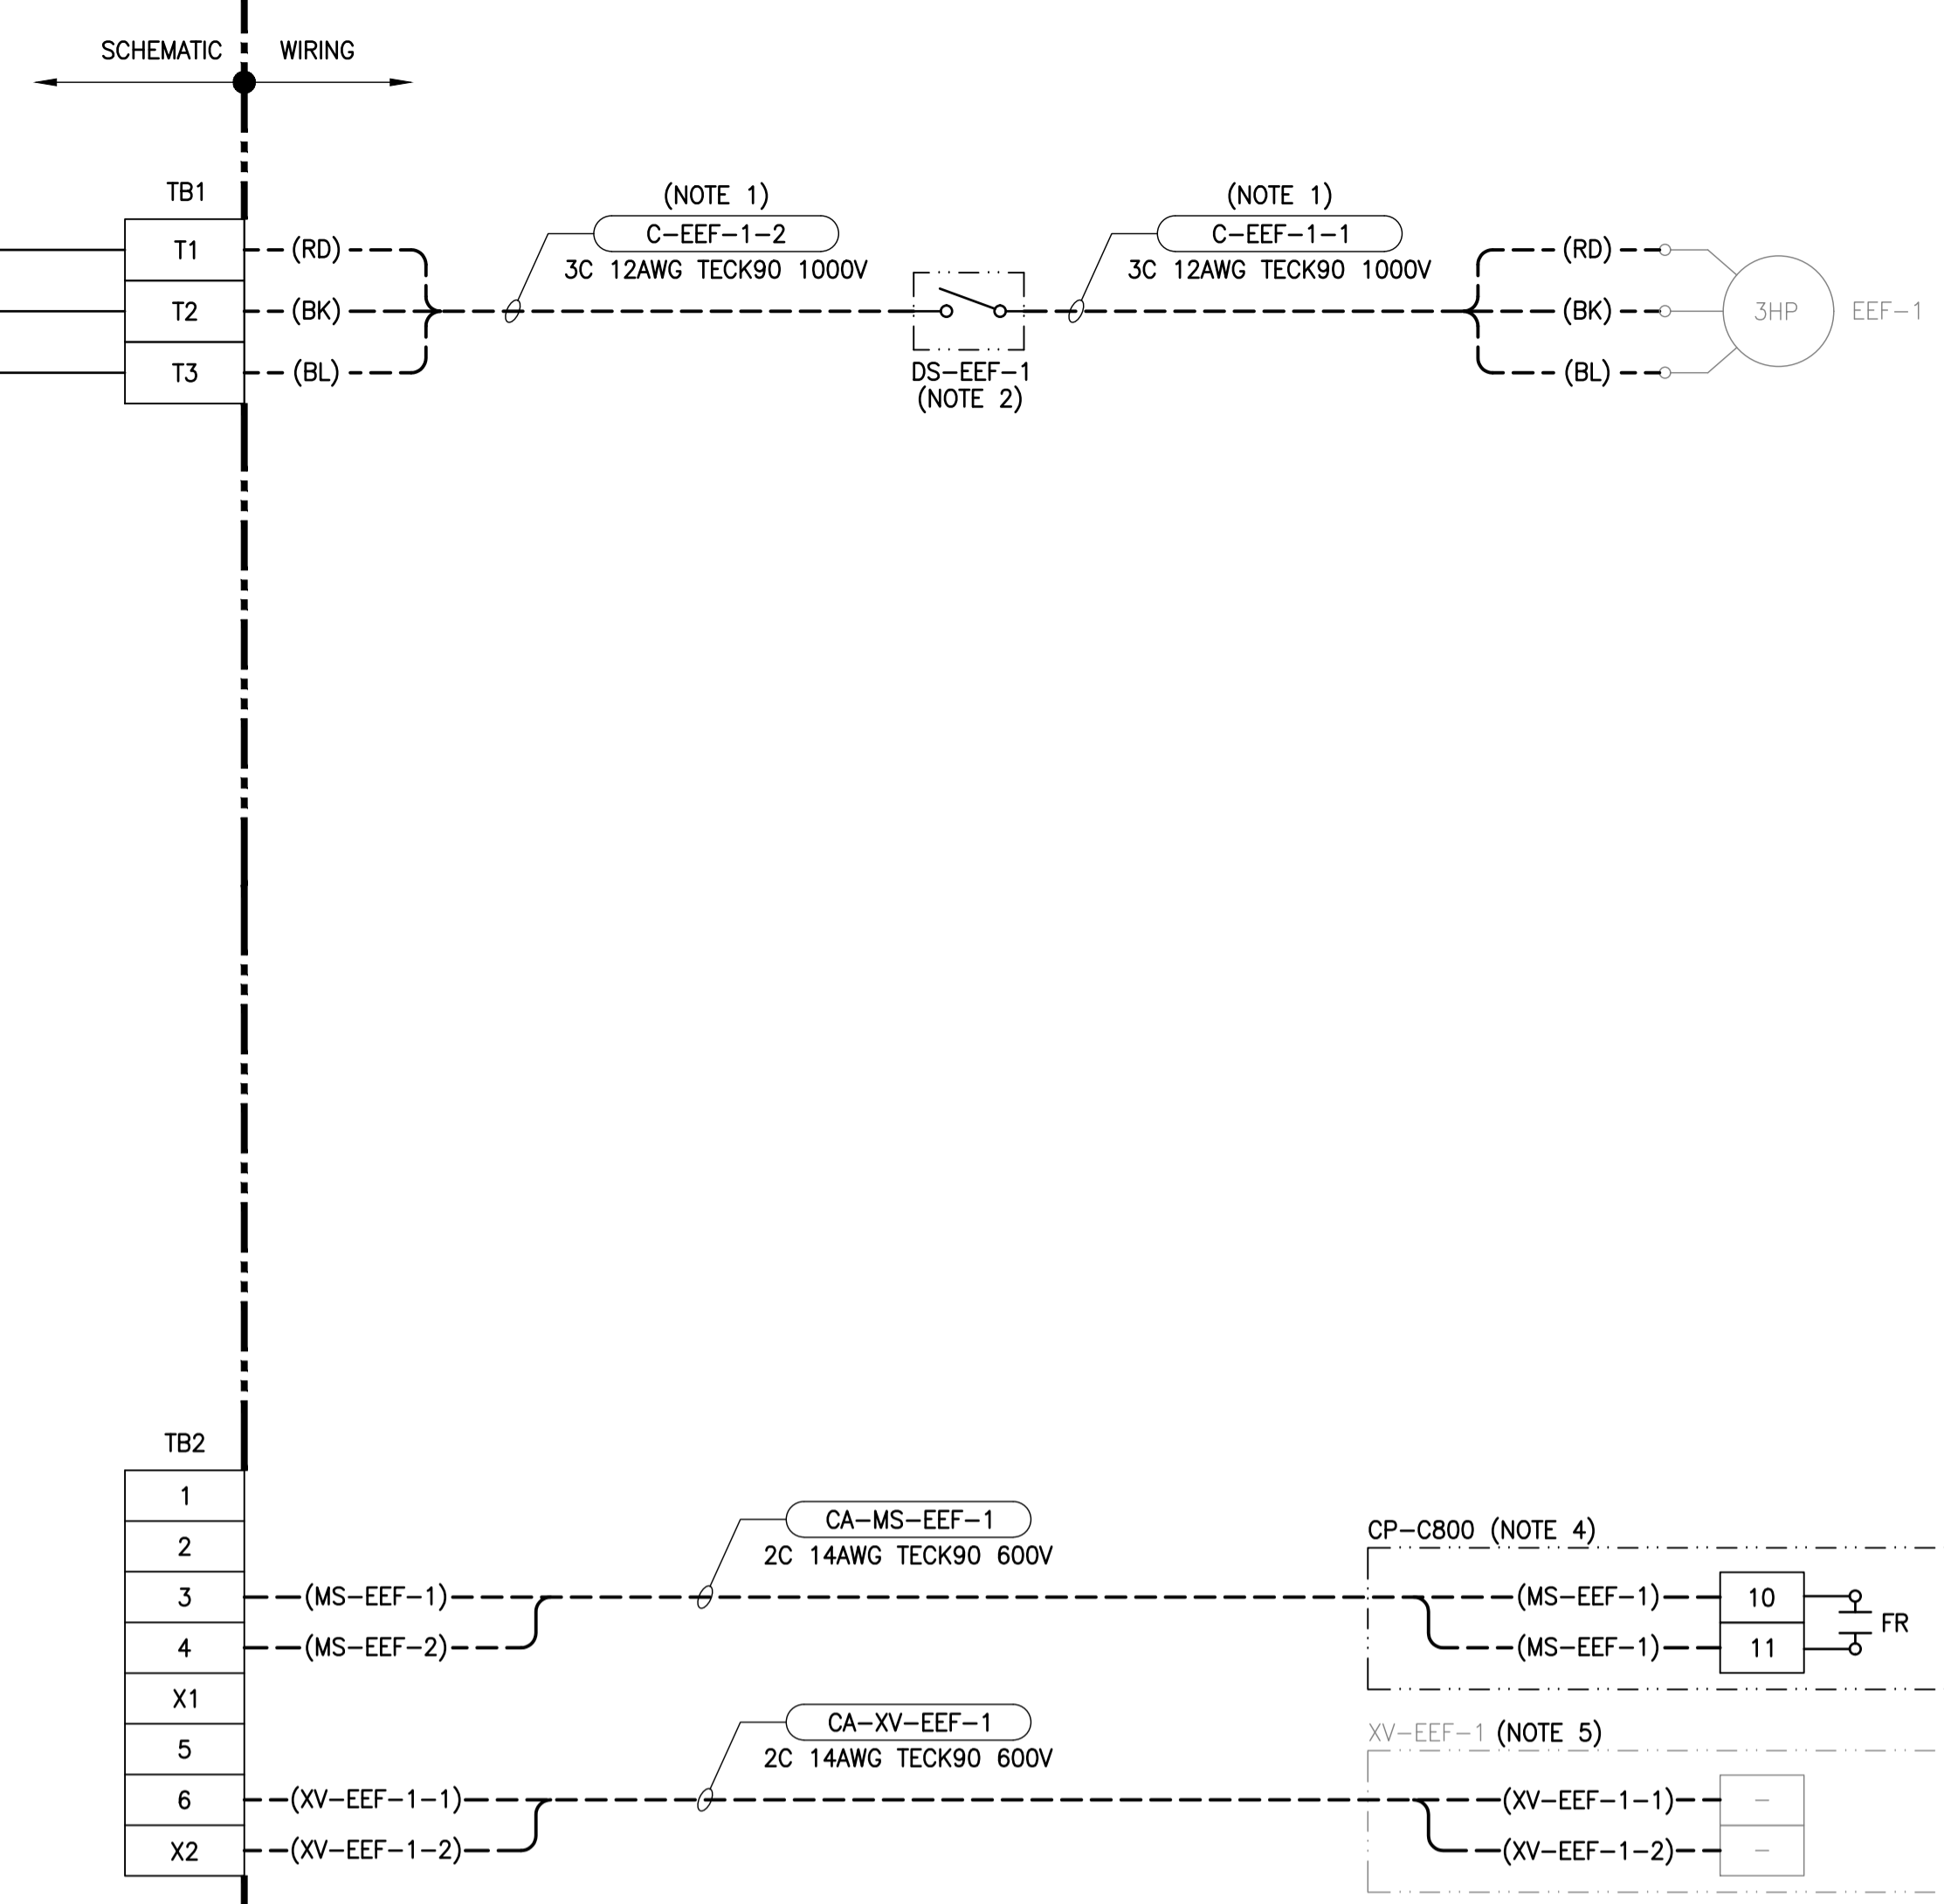 SCHEMATIC WIRING
TB1
T1
T2
T3
(RD)
(BK)
(BL)
(NOTE 1)
C-EEF-1-2
3C 12AWG TECK90 1000V
DS-EEF-1
(NOTE 2)
(NOTE 1)
C-EEF-1-1
3C 12AWG TECK90 1000V
(RD)
(BK)
(BL)
3HP
EEF-1
TB2
1
2
3
4
X1
5
6
X2
(MS-EEF-1)
(MS-EEF-2)
CA-MS-EEF-1
2C 14AWG TECK90 600V
CP-C800 (NOTE 4)
(MS-EEF-1)
(MS-EEF-1)
10
11
FR
(XV-EEF-1-1)
(XV-EEF-1-2)
CA-XV-EEF-1
2C 14AWG TECK90 600V
XV-EEF-1 (NOTE 5)
(XV-EEF-1-1)
(XV-EEF-1-2)
-
-